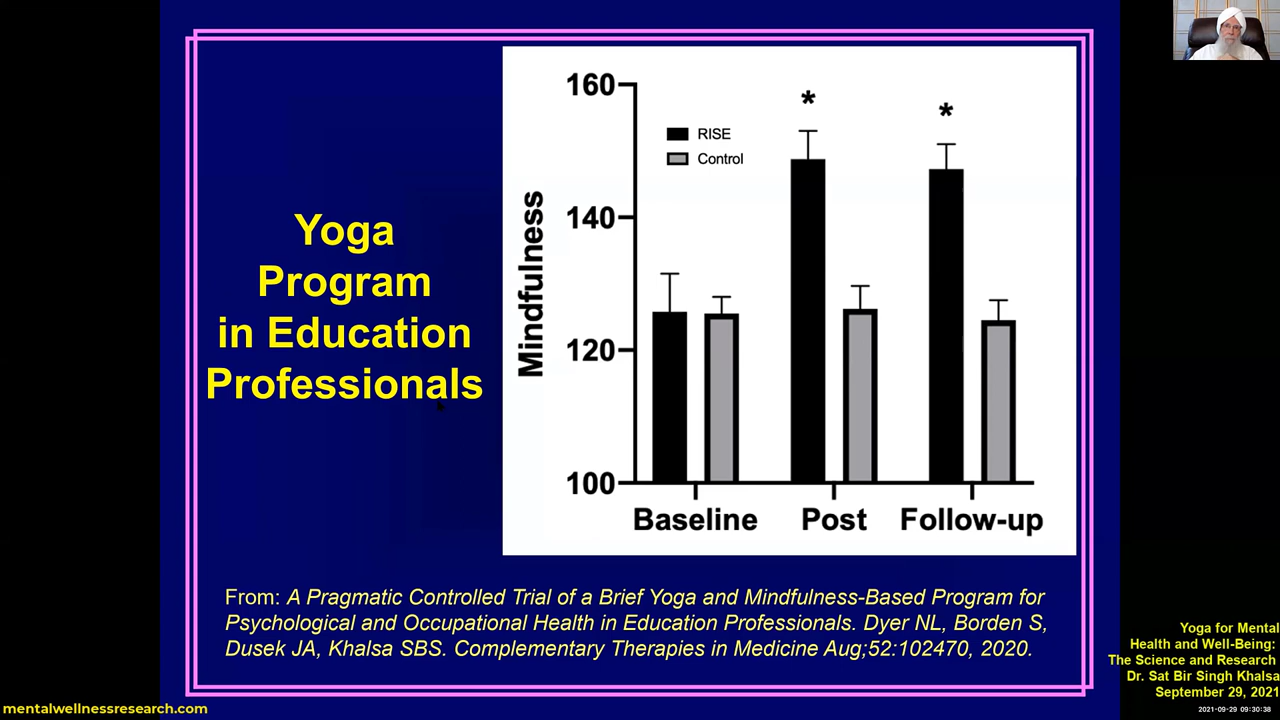 Yoga
Program
in Education
Professionals
Mindfulness
160
140
120
100
RISE
Control
*
*
Baseline Post Follow-up
From: A Pragmatic Controlled Trial of a Brief Yoga and Mindfulness-Based Program for
Psychological and Occupational Health in Education Professionals. Dyer NL, Borden S,
Dusek JA, Khalsa SBS. Complementary Therapies in Medicine Aug;52:102470, 2020.
Yoga for Mental
Health and Well-Being:
The Science and Research
Dr. Sat Bir Singh Khalsa
September 29, 2021
mentalwellnessresearch.com
2021-09-29 09:30:38